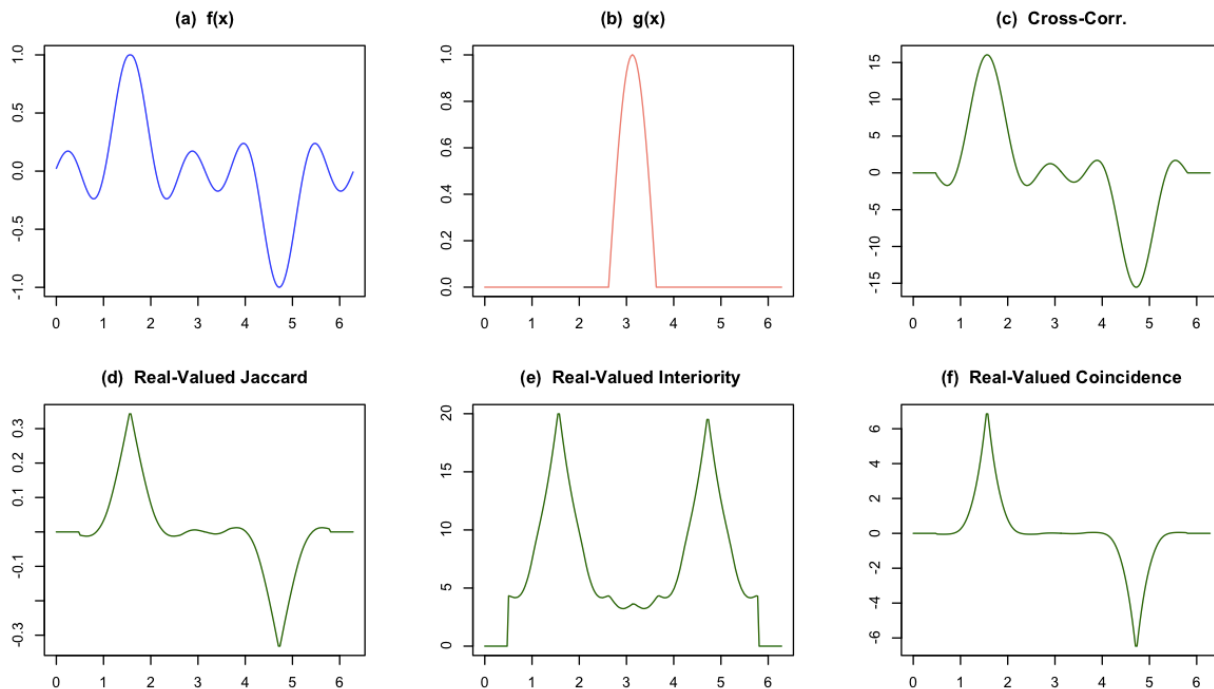 (a)  f(x)
1.0
0.5
0.0
-0.5
-1.0
0 1 2 3 4 5 6
(b)  g(x)
1.0
0.8
0.6
0.4
0.2
0.0
0 1 2 3 4 5 6
(c)  Cross-Corr.
15
10
5
0
-5
-10
-15
0 1 2 3 4 5 6
(d)  Real-Valued Jaccard
0.3
0.1
-0.1
-0.3
0 1 2 3 4 5 6
(e)  Real-Valued Interiority
20
15
10
5
0
0 1 2 3 4 5 6
(f)  Real-Valued Coincidence
6
4
2
0
-2
-4
-6
0 1 2 3 4 5 6